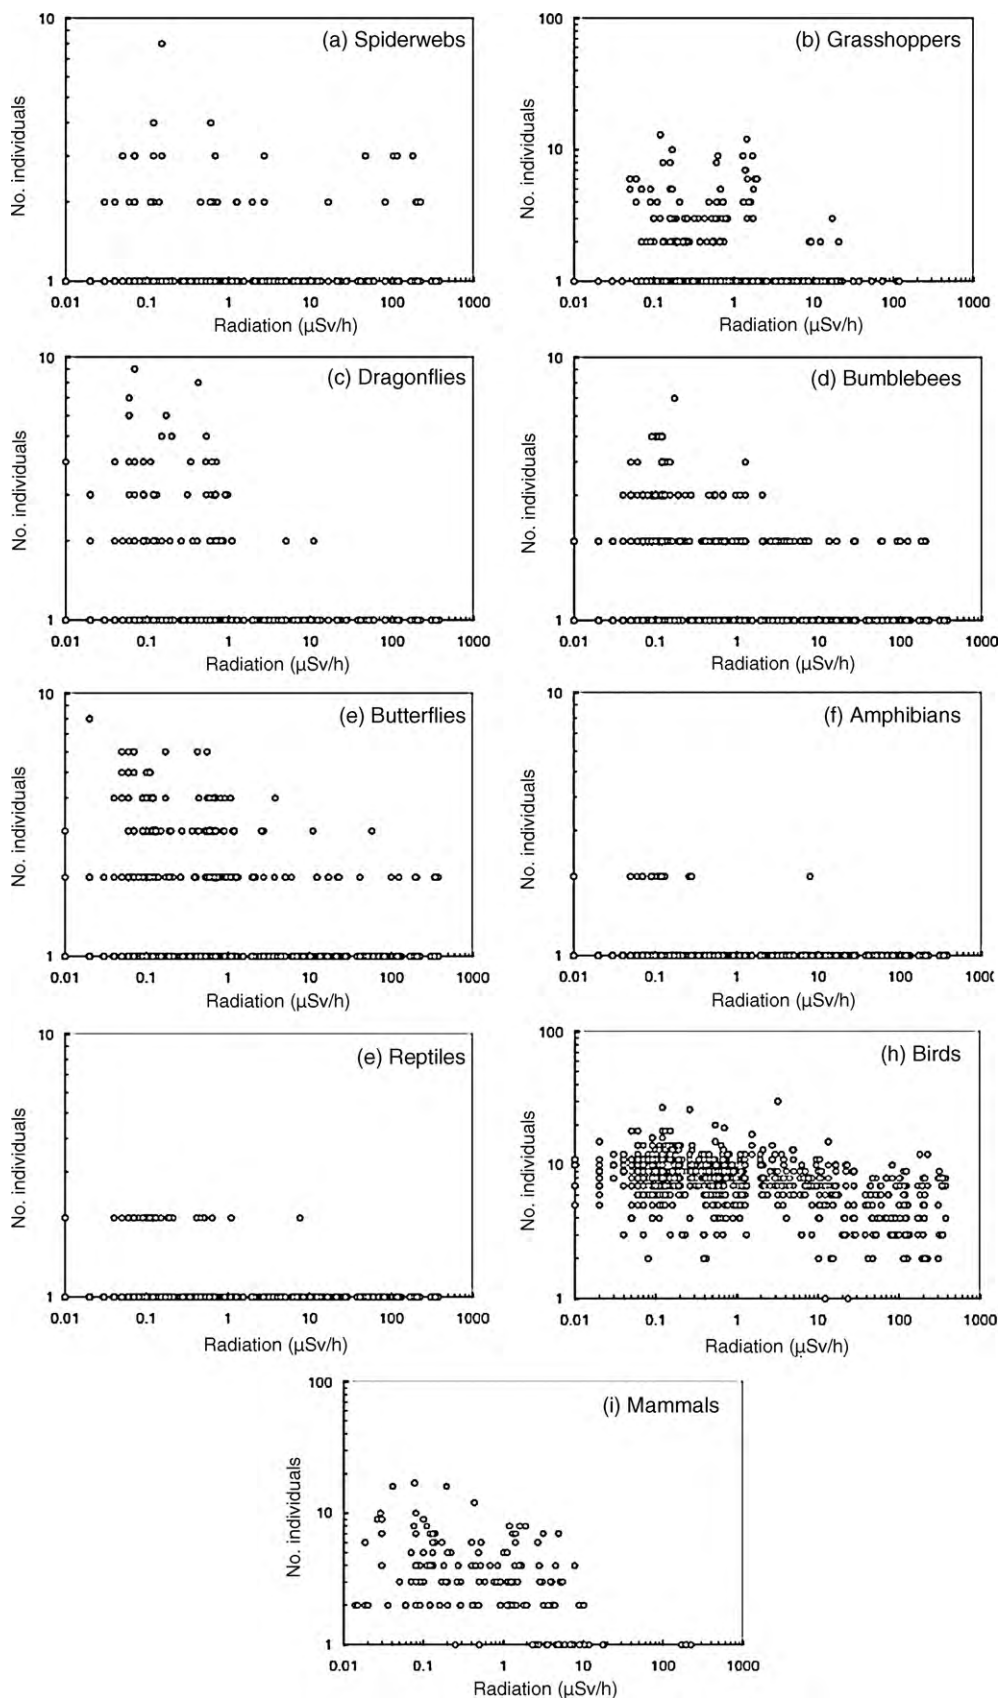 10
(a) Spiderwebs
No. individuals
1
0.01 0.1 1 10 100 1000
Radiation (μSv/h)
100
(b) Grasshoppers
10
No. individuals
1
0.01 0.1 1 10 100 1000
Radiation (μSv/h)
10
(c) Dragonflies
No. individuals
1
0.01 0.1 1 10 100 1000
Radiation (μSv/h)
10
(d) Bumblebees
No. individuals
1
0.01 0.1 1 10 100 1000
Radiation (μSv/h)
10
(e) Butterflies
No. individuals
1
0.01 0.1 1 10 100 1000
Radiation (μSv/h)
10
(f) Amphibians
No. individuals
1
0.01 0.1 1 10 100 1000
Radiation (μSv/h)
10
(e) Reptiles
No. individuals
1
0.01 0.1 1 10 100 1000
Radiation (μSv/h)
100
(h) Birds
10
No. individuals
1
0.01 0.1 1 10 100 1000
Radiation (μSv/h)
100
(i) Mammals
10
No. individuals
1
0.01 0.1 1 10 100 1000
Radiation (μSv/h)